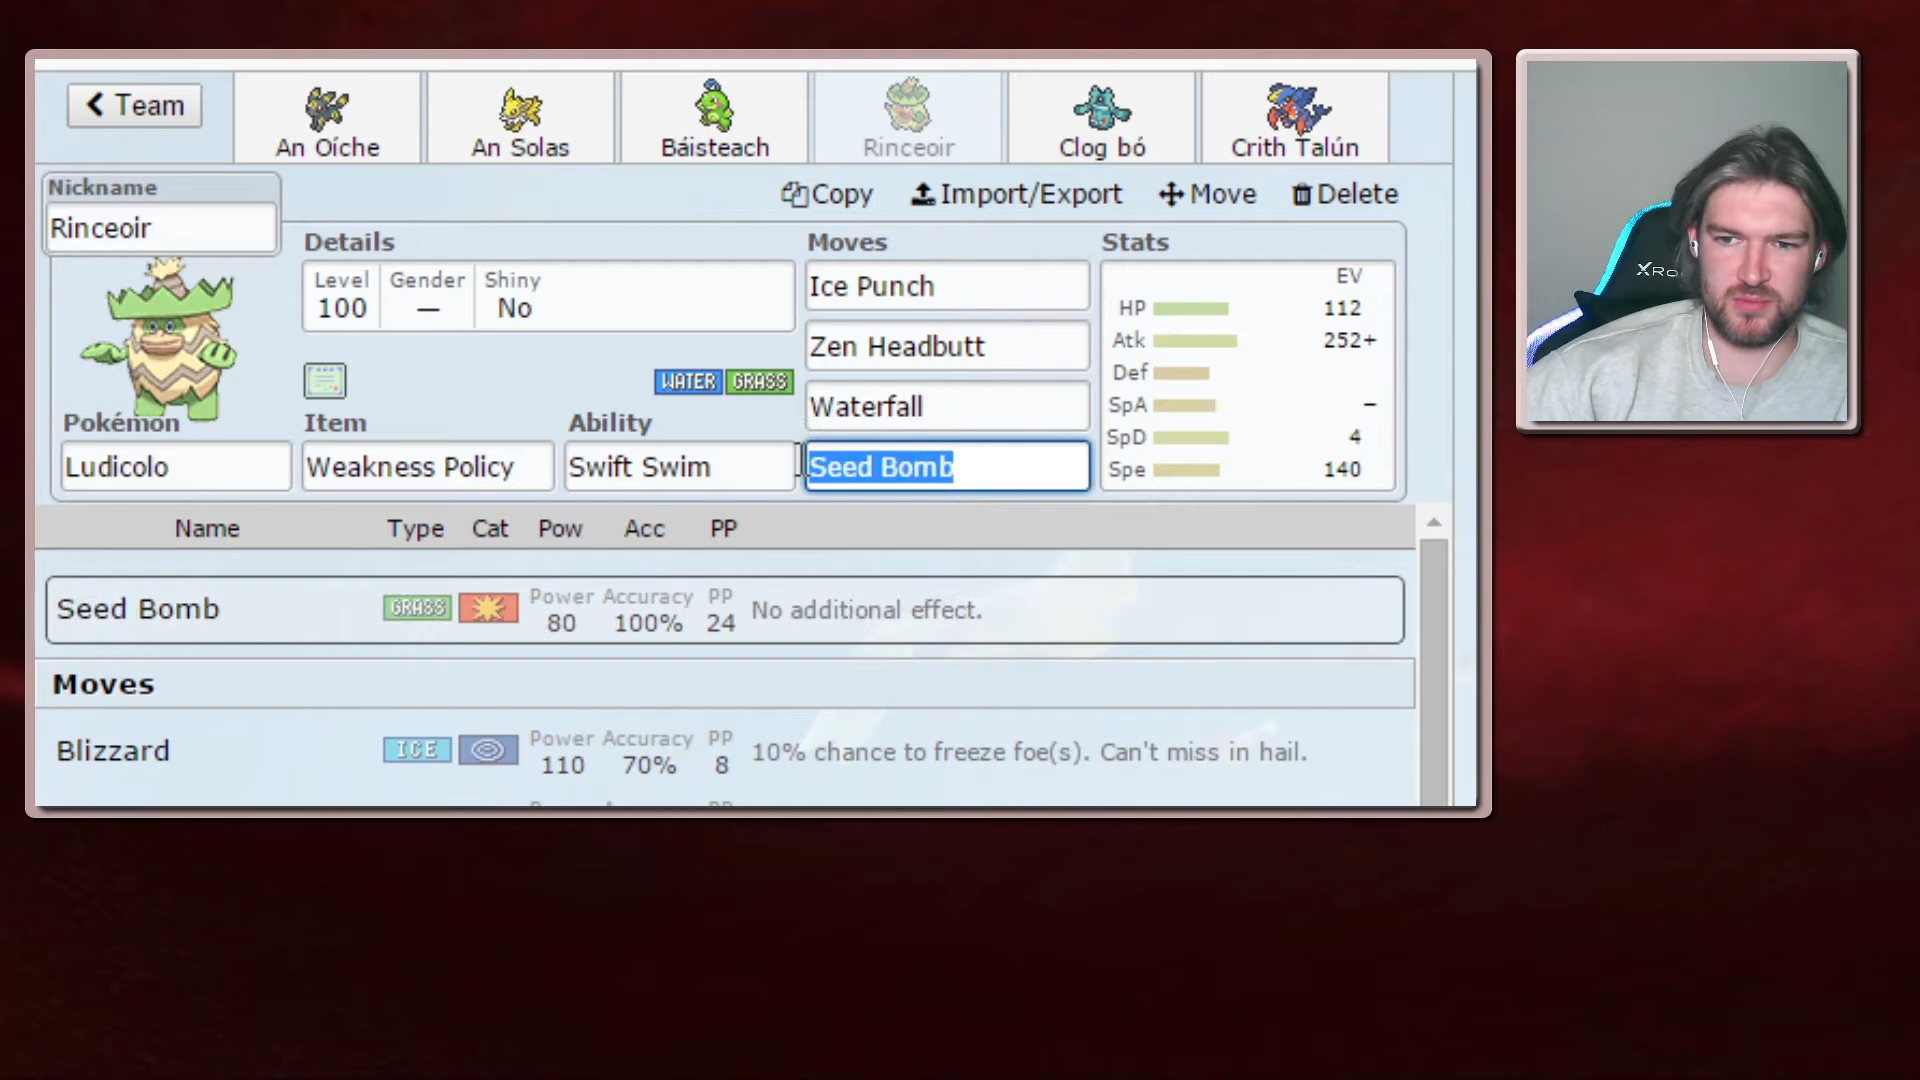 Team
An Oíche
An Solas
Báisteach
Rinceoir
Clog bó
Crith Talún
Nickname
Rinceoir
Copy
Import/Export
Move
Delete
Details
Level
100
Gender
—
Shiny
No
WATER GRASS
Pokémon
Ludicolo
Item
Weakness Policy
Ability
Swift Swim
Moves
Ice Punch
Zen Headbutt
Waterfall
Seed Bomb
Stats
EV
HP 112
Atk 252+
Def
SpA −
SpD 4
Spe 140
Name Type Cat Pow Acc PP
Seed Bomb GRASS Power 80 Accuracy 100% PP 24 No additional effect.
Moves
Blizzard ICE Power 110 Accuracy 70% PP 8 10% chance to freeze foe(s). Can't miss in hail.